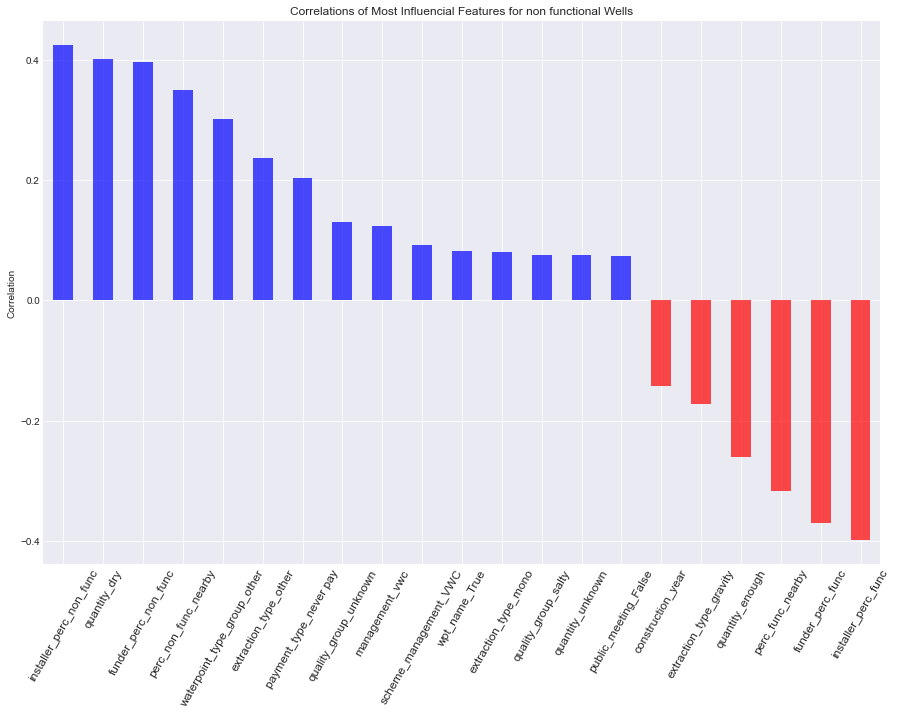 Correlations of Most Influencial Features for non functional Wells
Correlation
0.4
0.2
0.0
−0.2
−0.4
installer_perc_non_func
quantity_dry
funder_perc_non_func
perc_non_func_nearby
waterpoint_type_group_other
extraction_type_other
payment_type_never pay
quality_group_unknown
management_vwc
scheme_management_VWC
wpt_name_True
extraction_type_mono
quality_group_salty
quantity_unknown
public_meeting_False
construction_year
extraction_type_gravity
quantity_enough
perc_func_nearby
funder_perc_func
installer_perc_func